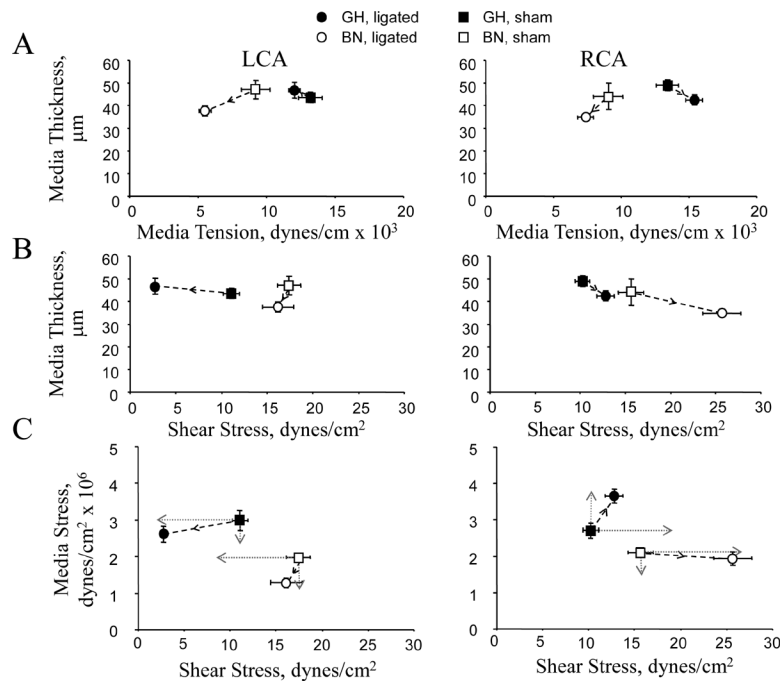 GH, ligated GH, sham
BN, ligated BN, sham
A
LCA RCA
Media Thickness,
μm
60
50
40
30
20
10
0
5 10 15 20
Media Tension, dynes/cm x 10³
60
50
40
30
20
10
0
5 10 15 20
Media Tension, dynes/cm x 10³
B
Media Thickness,
μm
60
50
40
30
20
10
0
0 5 10 15 20 25 30
Shear Stress, dynes/cm²
60
50
40
30
20
10
0
0 5 10 15 20 25 30
Shear Stress, dynes/cm²
C
Media Stress,
dynes/cm² x 10⁶
5
4
3
2
1
0
0 5 10 15 20 25 30
Shear Stress, dynes/cm²
5
4
3
2
1
0
0 5 10 15 20 25 30
Shear Stress, dynes/cm²